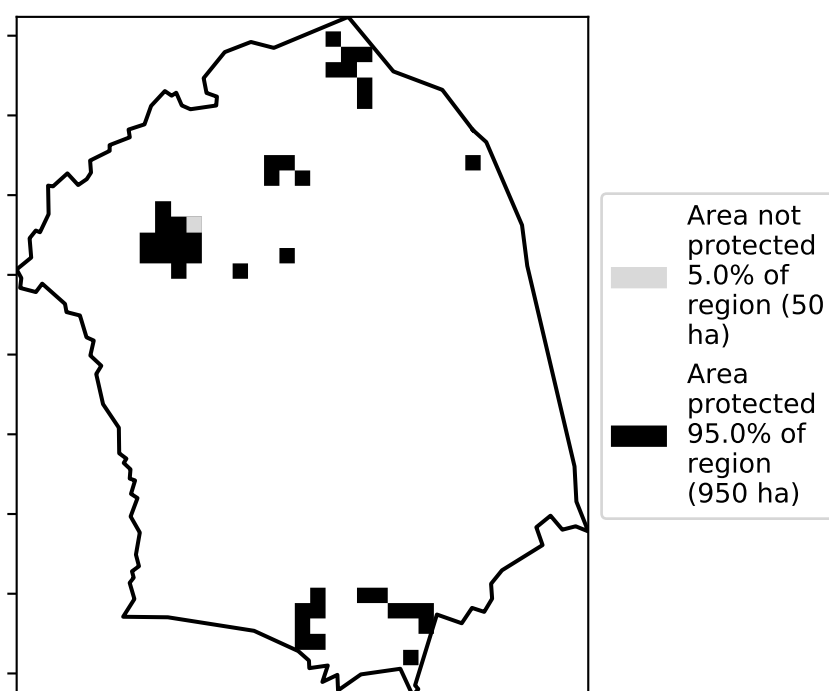 Area not
protected
5.0% of
region (50
ha)
Area
protected
95.0% of
region
(950 ha)